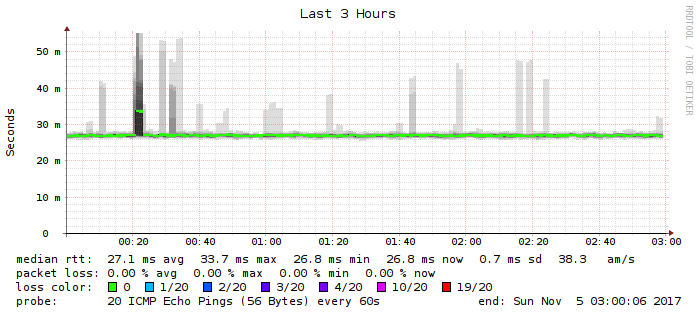 Last 3 Hours
RRDTOOL / TOBI OETIKER
Seconds
50 m
40 m
30 m
20 m
10 m
0
00:20 00:40 01:00 01:20 01:40 02:00 02:20 02:40 03:00
median rtt: 27.1 ms avg 33.7 ms max 26.8 ms min 26.8 ms now 0.7 ms sd 38.3 am/s
packet loss: 0.00 % avg 0.00 % max 0.00 % min 0.00 % now
loss color: 0 1/20 2/20 3/20 4/20 10/20 19/20
probe: 20 ICMP Echo Pings (56 Bytes) every 60s end: Sun Nov 5 03:00:06 2017